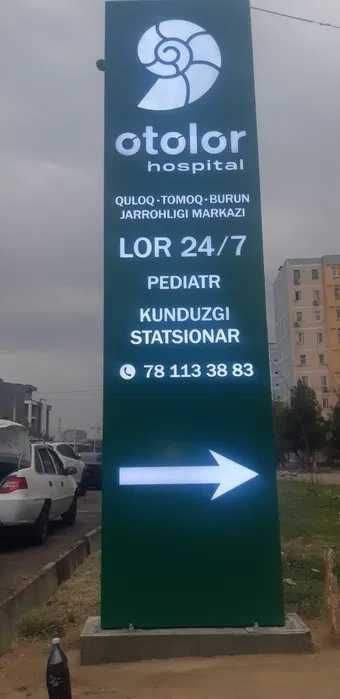 otolor
hospital
QULOQ·TOMOQ·BURUN
JARROHLIGI MARKAZI
LOR 24/7
PEDIATR
KUNDUZGI
STATSIONAR
78 113 38 83